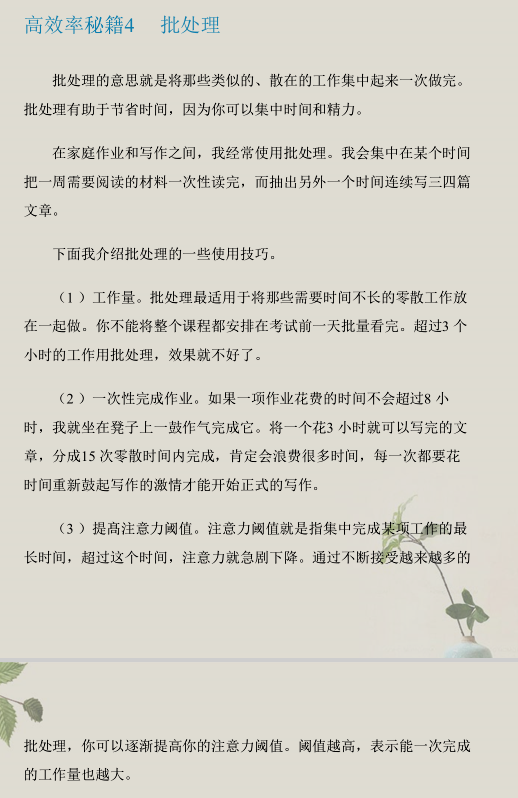 高效率秘籍4 批处理
批处理的意思就是将那些类似的、散在的工作集中起来一次做完。
批处理有助于节省时间，因为你可以集中时间和精力。
在家庭作业和写作之间，我经常使用批处理。我会集中在某个时间
把一周需要阅读的材料一次性读完，而抽出另外一个时间连续写三四篇
文章。
下面我介绍批处理的一些使用技巧。
（1 ）工作量。批处理最适用于将那些需要时间不长的零散工作放
在一起做。你不能将整个课程都安排在考试前一天批量看完。超过3 个
小时的工作用批处理，效果就不好了。
（2 ）一次性完成作业。如果一项作业花费的时间不会超过8 小
时，我就坐在凳子上一鼓作气完成它。将一个花3 小时就可以写完的文
章，分成15 次零散时间内完成，肯定会浪费很多时间，每一次都要花
时间重新鼓起写作的激情才能开始正式的写作。
（3 ）提高注意力阈值。注意力阈值就是指集中完成某项工作的最
长时间，超过这个时间，注意力就急剧下降。通过不断接受越来越多的
批处理，你可以逐渐提高你的注意力阈值。阈值越高，表示能一次完成
的工作量也越大。